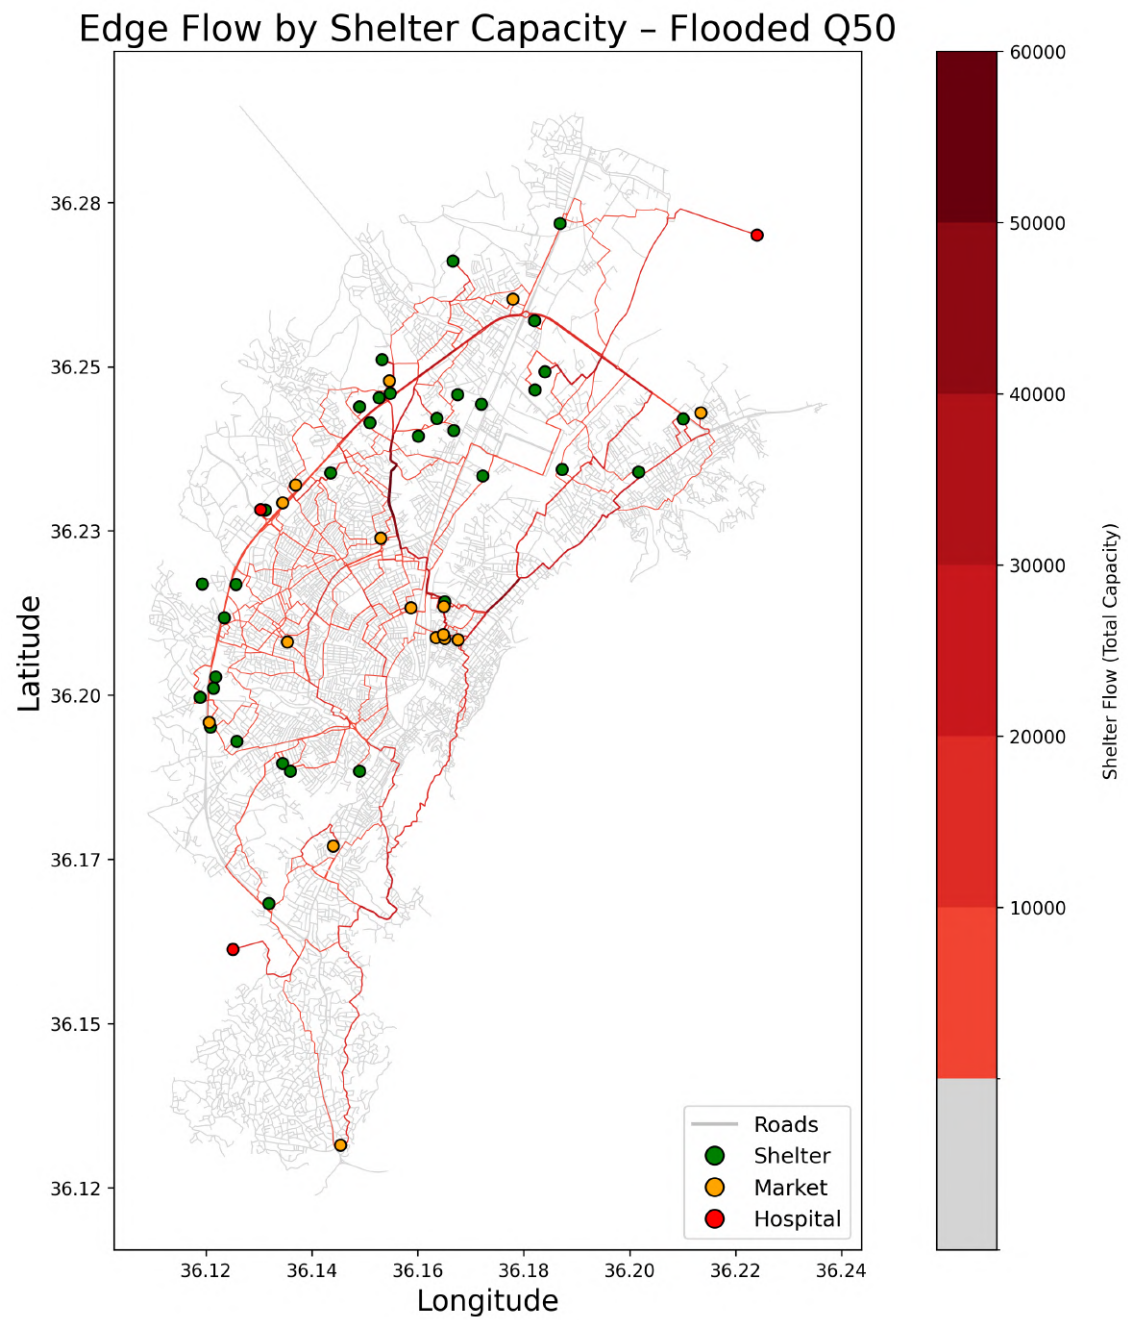 Edge Flow by Shelter Capacity – Flooded Q50
36.28
36.25
36.23
36.20
36.17
36.15
36.12
Latitude
36.12
36.14
36.16
36.18
36.20
36.22
36.24
Longitude
Roads
Shelter
Market
Hospital
60000
50000
40000
30000
20000
10000
Shelter Flow (Total Capacity)